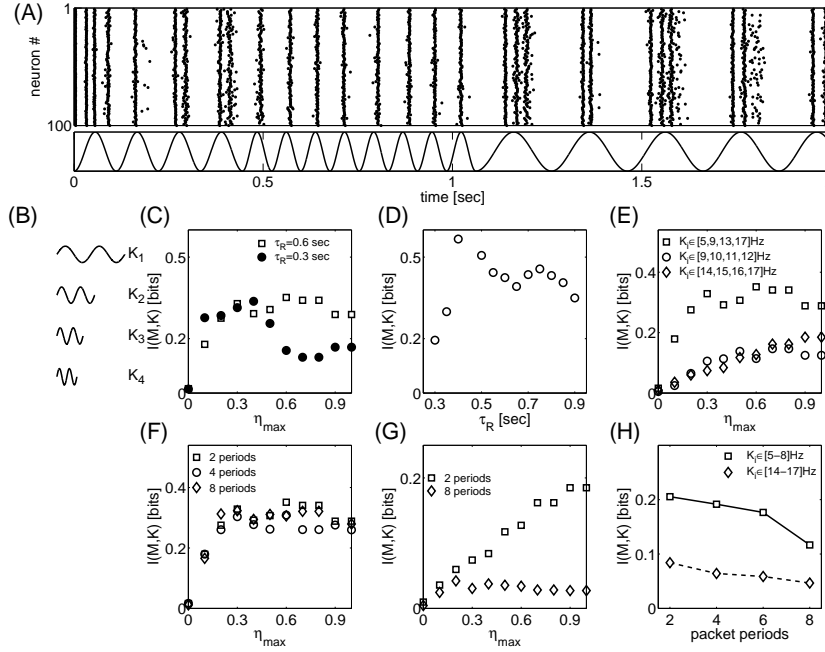 (A)
1
neuron #
100
0
0.5
1
1.5
time [sec]
(B)
K1
K2
K3
K4
(C)
τR=0.6 sec
τR=0.3 sec
0.5
0.2
0
I(M,K) [bits]
0 0.3 0.6 0.9
ηmax
(D)
0.5
0.2
0
I(M,K) [bits]
0.3 0.5 0.7 0.9
τR [sec]
(E)
Ki∈[5,9,13,17]Hz
Ki∈[9,10,11,12]Hz
Ki∈[14,15,16,17]Hz
0.4
0.2
0
I(M,K) [bits]
0 0.3 0.6 0.9
ηmax
(F)
2 periods
4 periods
8 periods
0.4
0.2
0
I(M,K) [bits]
0 0.3 0.6 0.9
ηmax
(G)
2 periods
8 periods
0.2
0
I(M,K) [bits]
0 0.3 0.6 0.9
ηmax
(H)
Ki∈[5–8]Hz
Ki∈[14–17]Hz
0.2
0.1
0
I(M,K) [bits]
2 4 6 8
packet periods